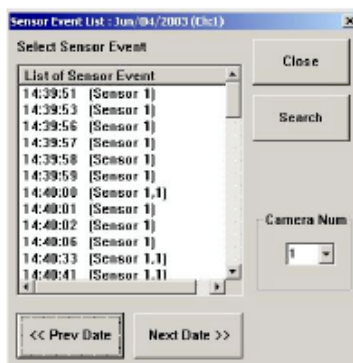 Sensor Event List : Jun/04/2003 (Ch:1)
Select Sensor Event
Close
List of Sensor Event
14:39:51 (Sensor 1)
14:39:53 (Sensor 1)
14:39:56 (Sensor 1)
14:39:57 (Sensor 1)
14:39:58 (Sensor 1)
14:39:59 (Sensor 1)
14:40:00 (Sensor 1,1)
14:40:01 (Sensor 1)
14:40:02 (Sensor 1)
14:40:06 (Sensor 1)
14:40:33 (Sensor 1,1)
14:40:41 (Sensor 1,1)
Search
Camera Num
1
<< Prev Date
Next Date >>